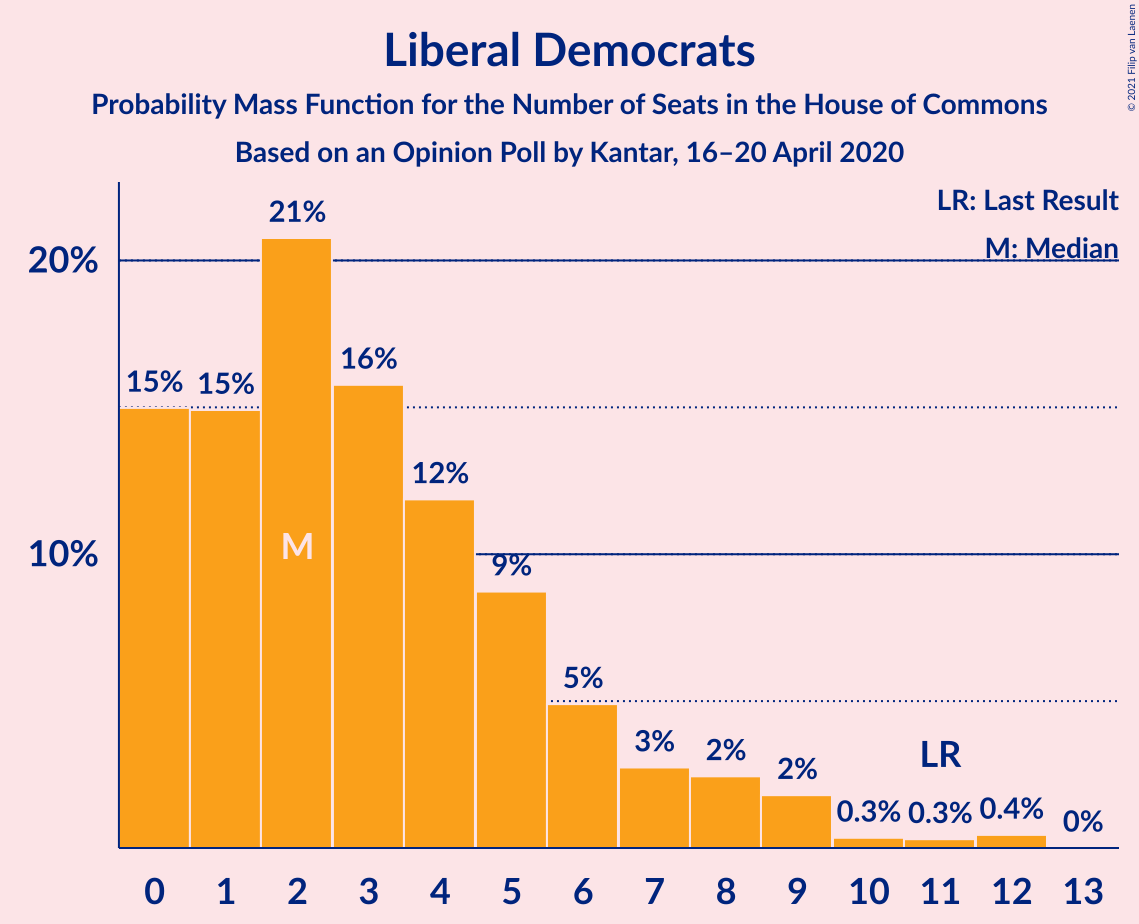 Liberal Democrats
Probability Mass Function for the Number of Seats in the House of Commons
Based on an Opinion Poll by Kantar, 16–20 April 2020
© 2021 Filip van Laenen
LR: Last Result
M: Median
20%
10%
15%
15%
21%
16%
12%
9%
5%
3%
2%
2%
0.3%
0.3%
0.4%
0%
M
LR
0 1 2 3 4 5 6 7 8 9 10 11 12 13